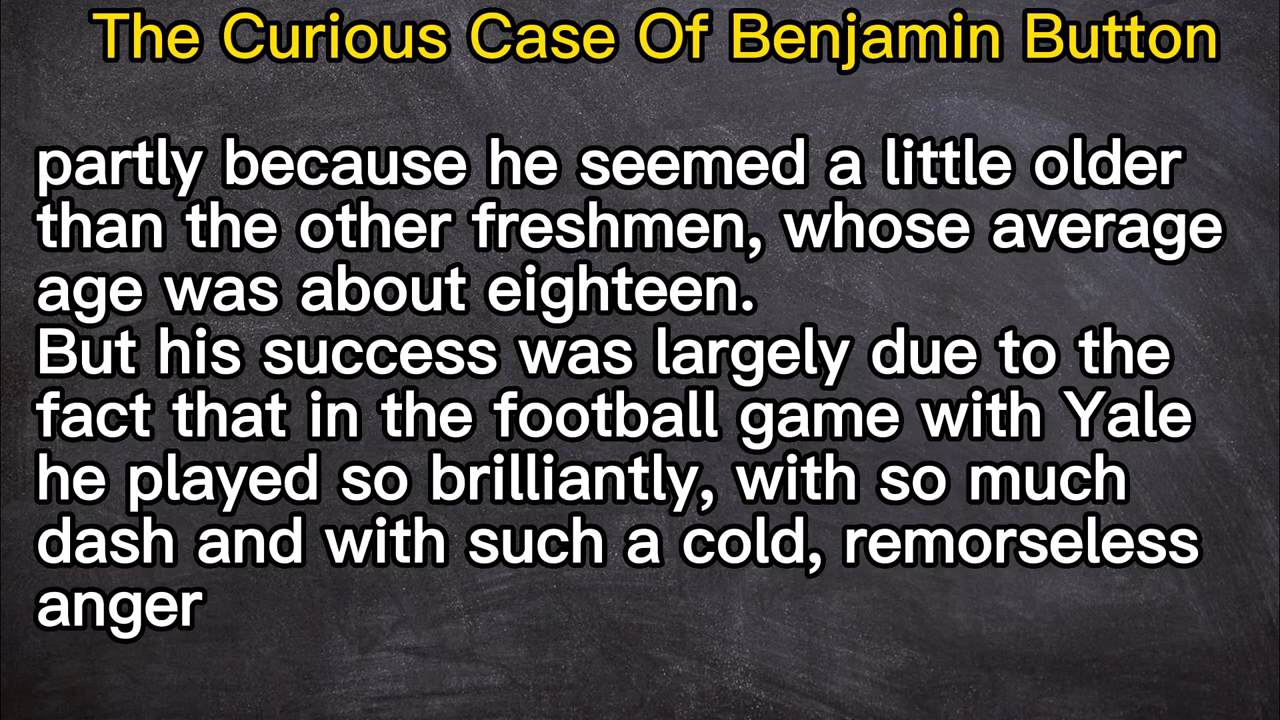 The Curious Case Of Benjamin Button
partly because he seemed a little older
than the other freshmen, whose average
age was about eighteen.
But his success was largely due to the
fact that in the football game with Yale
he played so brilliantly, with so much
dash and with such a cold, remorseless
anger